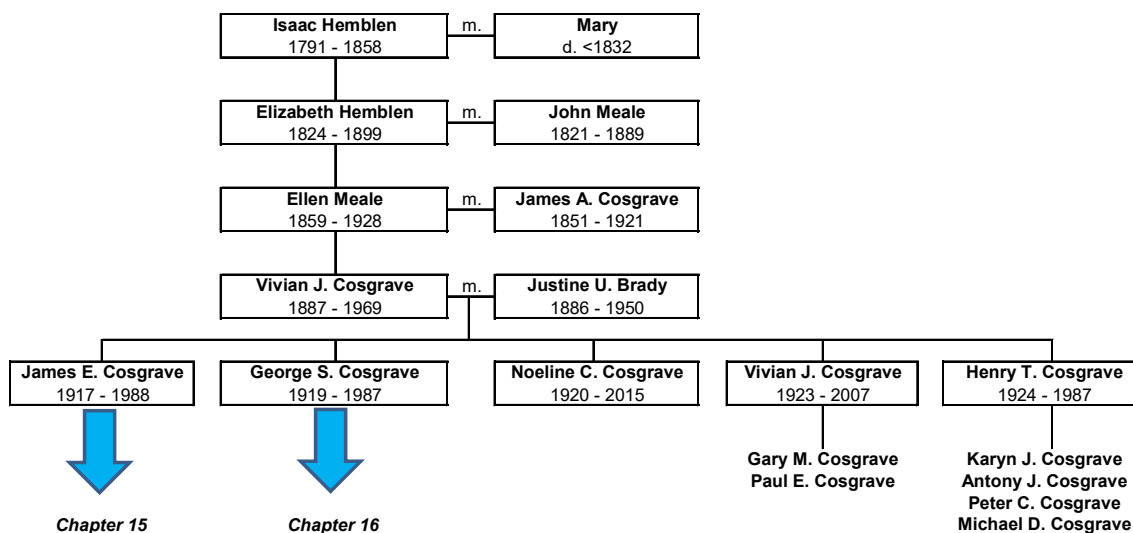 Isaac Hemblen
1791 - 1858
m.
Mary
d. <1832
Elizabeth Hemblen
1824 - 1899
m.
John Meale
1821 - 1889
Ellen Meale
1859 - 1928
m.
James A. Cosgrave
1851 - 1921
Vivian J. Cosgrave
1887 - 1969
m.
Justine U. Brady
1886 - 1950
James E. Cosgrave
1917 - 1988
George S. Cosgrave
1919 - 1987
Noeline C. Cosgrave
1920 - 2015
Vivian J. Cosgrave
1923 - 2007
Henry T. Cosgrave
1924 - 1987
Gary M. Cosgrave
Paul E. Cosgrave
Karyn J. Cosgrave
Antony J. Cosgrave
Peter C. Cosgrave
Michael D. Cosgrave
Chapter 15
Chapter 16